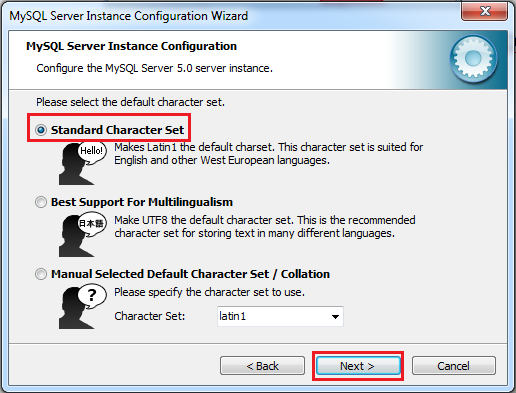 MySQL Server Instance Configuration Wizard
MySQL Server Instance Configuration
Configure the MySQL Server 5.0 server instance.
Please select the default character set.
Standard Character Set
Hello!
Makes Latin1 the default charset. This character set is suited for
English and other West European languages.
Best Support For Multilingualism
日本語
Make UTF8 the default character set. This is the recommended
character set for storing text in many different languages.
Manual Selected Default Character Set / Collation
?
Please specify the character set to use.
Character Set: latin1
< Back Next > Cancel